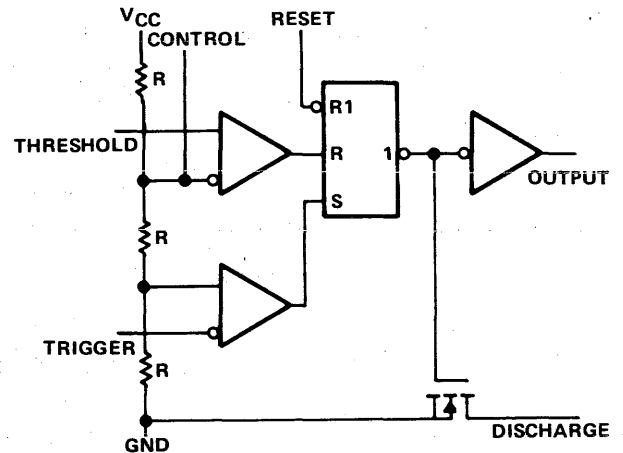 VCC
CONTROL
RESET
R
R1
THRESHOLD
R
1
OUTPUT
S
R
TRIGGER
R
GND
DISCHARGE